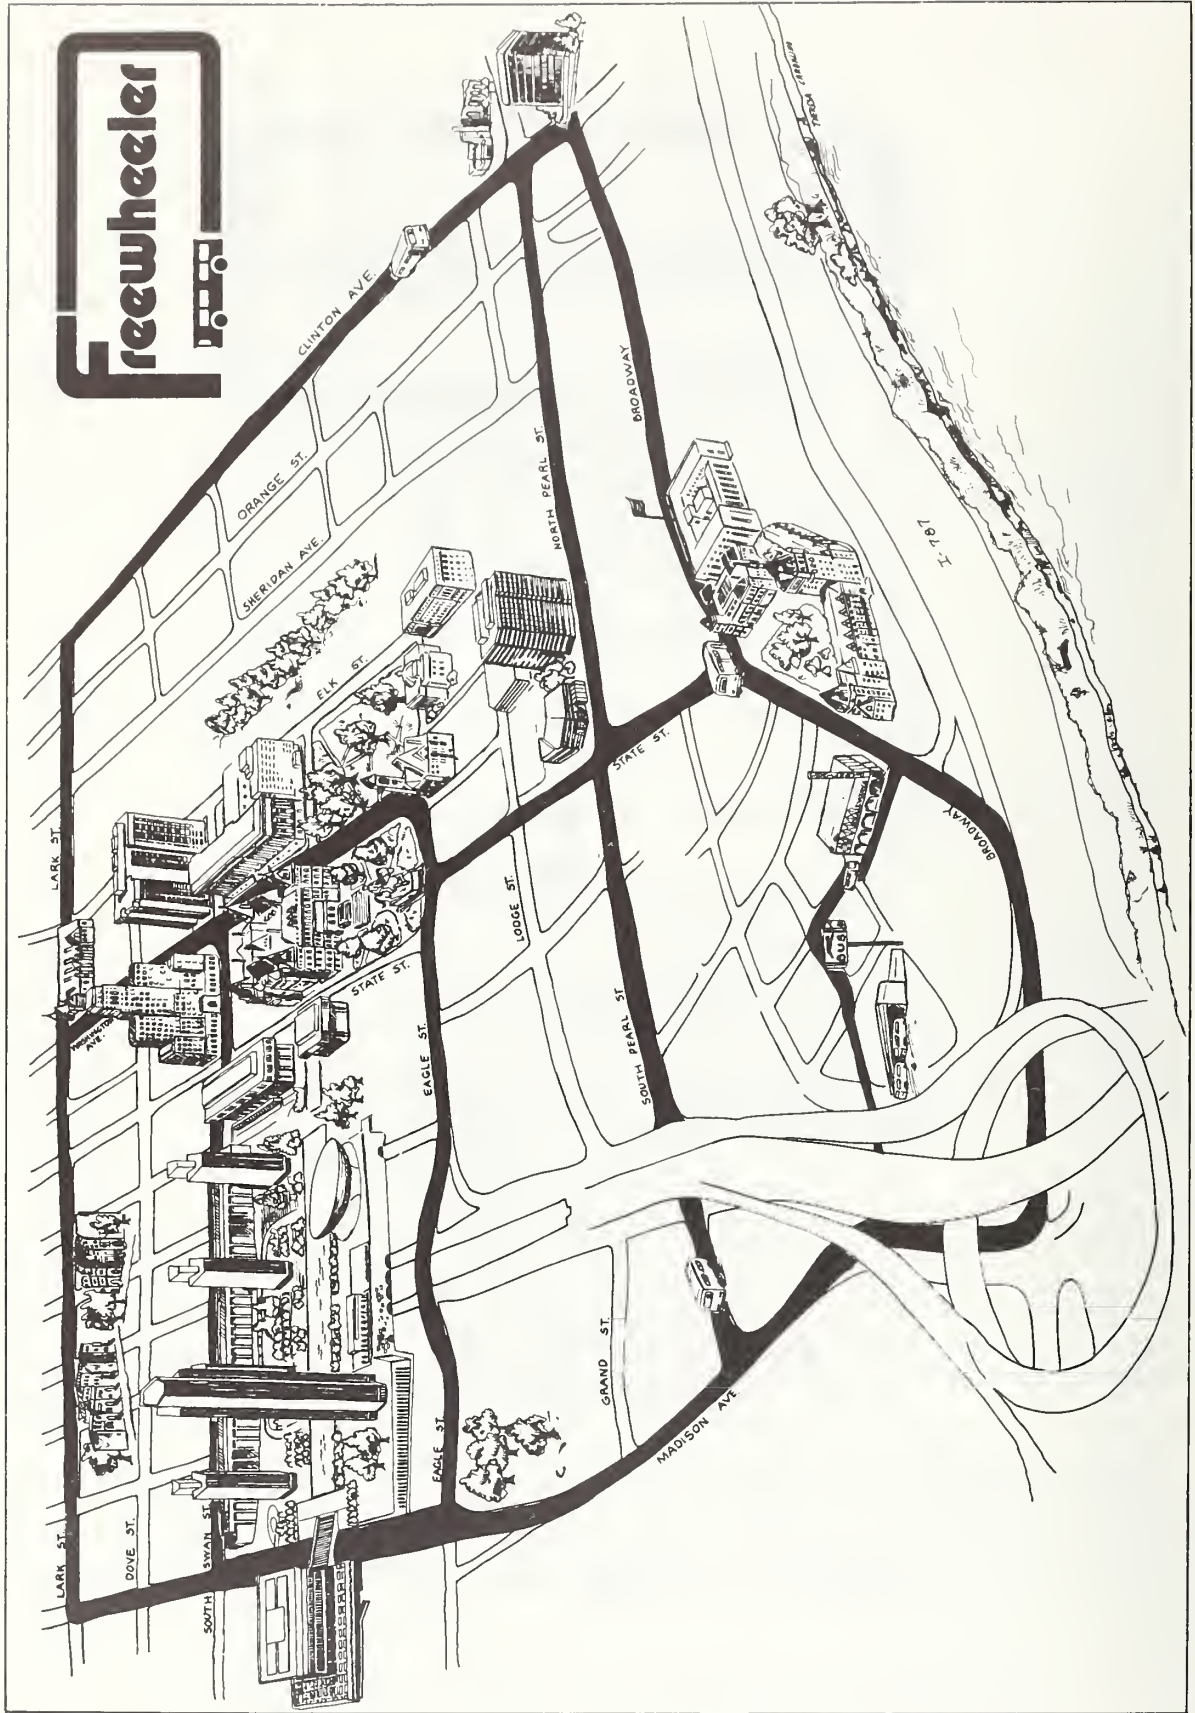 Freewheeler
LARK ST.
DOVE ST.
SOUTH SWAN ST.
LARK ST.
WASHINGTON AVE.
CLINTON AVE.
ORANGE ST.
SHERIDAN AVE.
ELK ST.
STATE ST.
EAGLE ST.
EAGLE ST.
LODGE ST.
NORTH PEARL ST.
SOUTH PEARL ST
STATE ST.
BROADWAY
BROADWAY
GRAND ST.
MADISON AVE.
BUS
I-787